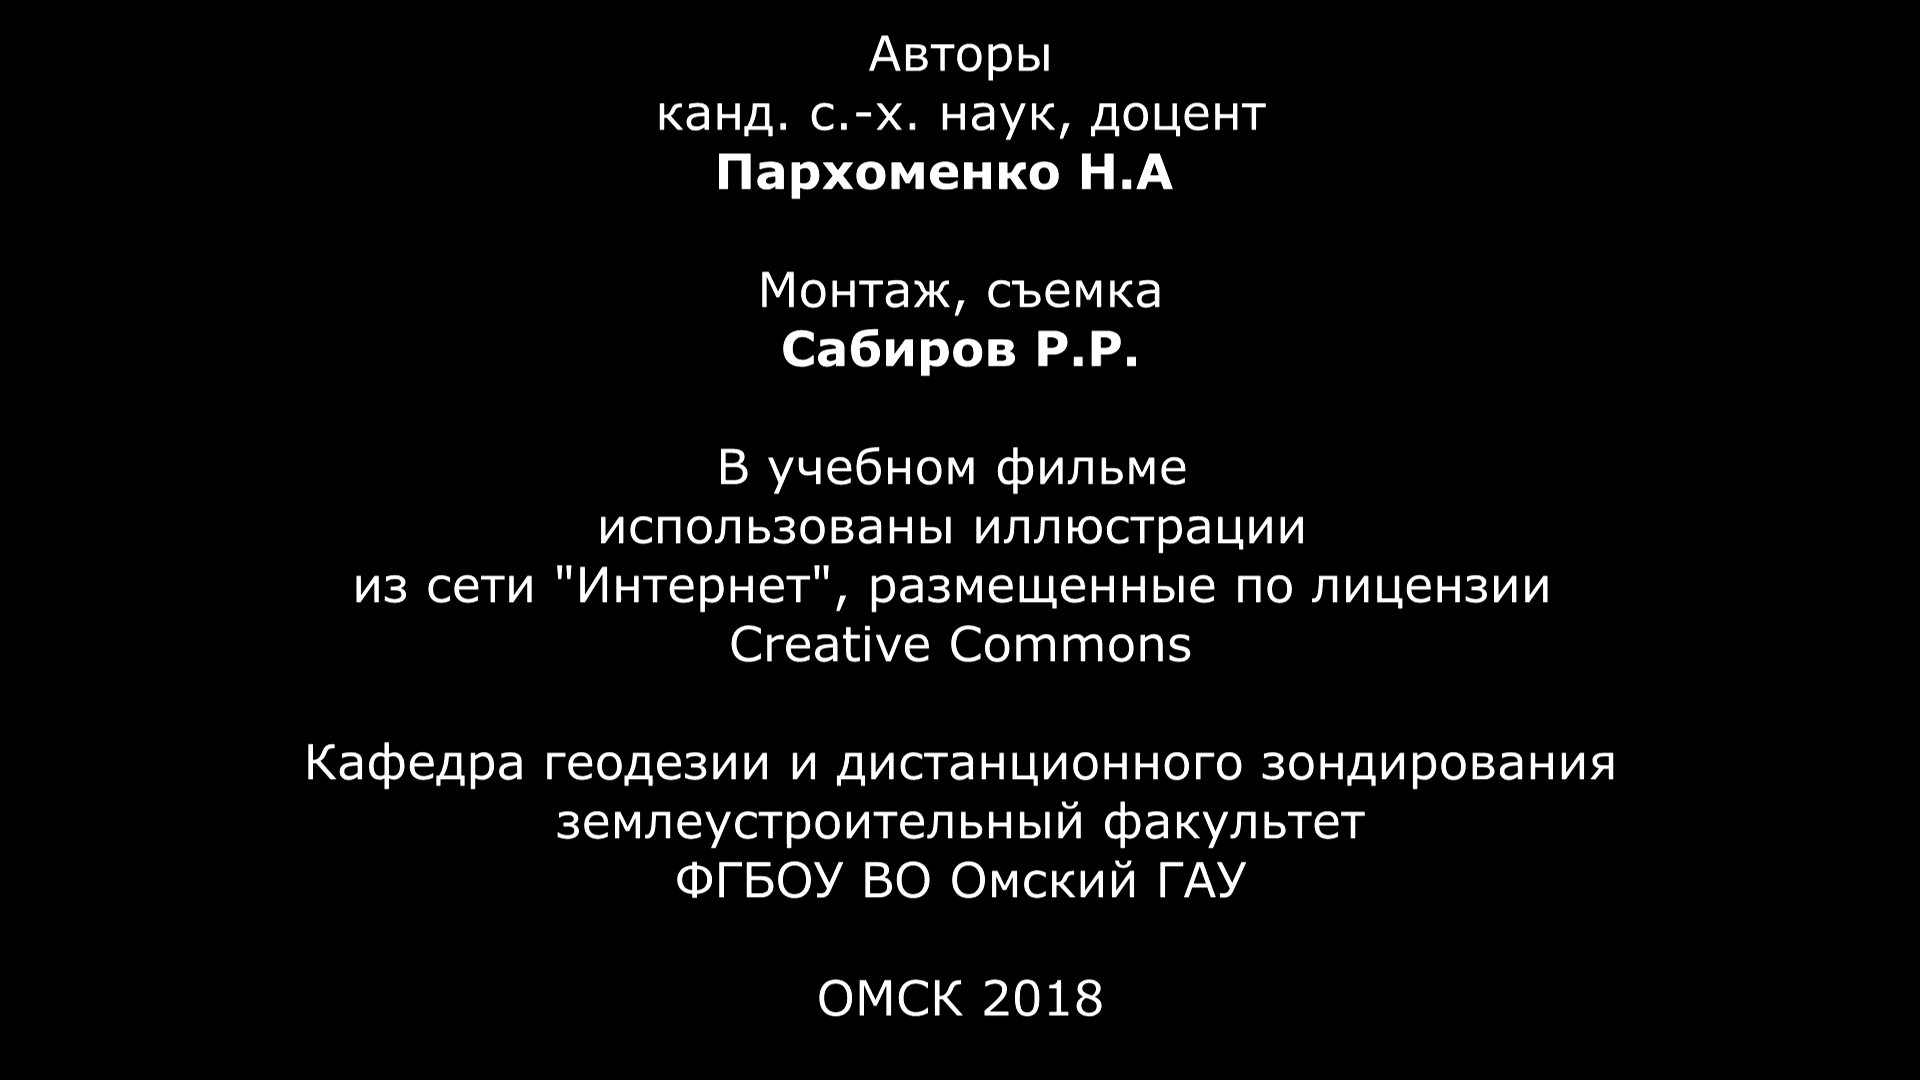 Авторы
канд. с.-х. наук, доцент
Пархоменко Н.А
Монтаж, съемка
Сабиров Р.Р.
В учебном фильме
использованы иллюстрации
из сети "Интернет", размещенные по лицензии
Creative Commons
Кафедра геодезии и дистанционного зондирования
землеустроительный факультет
ФГБОУ ВО Омский ГАУ
ОМСК 2018